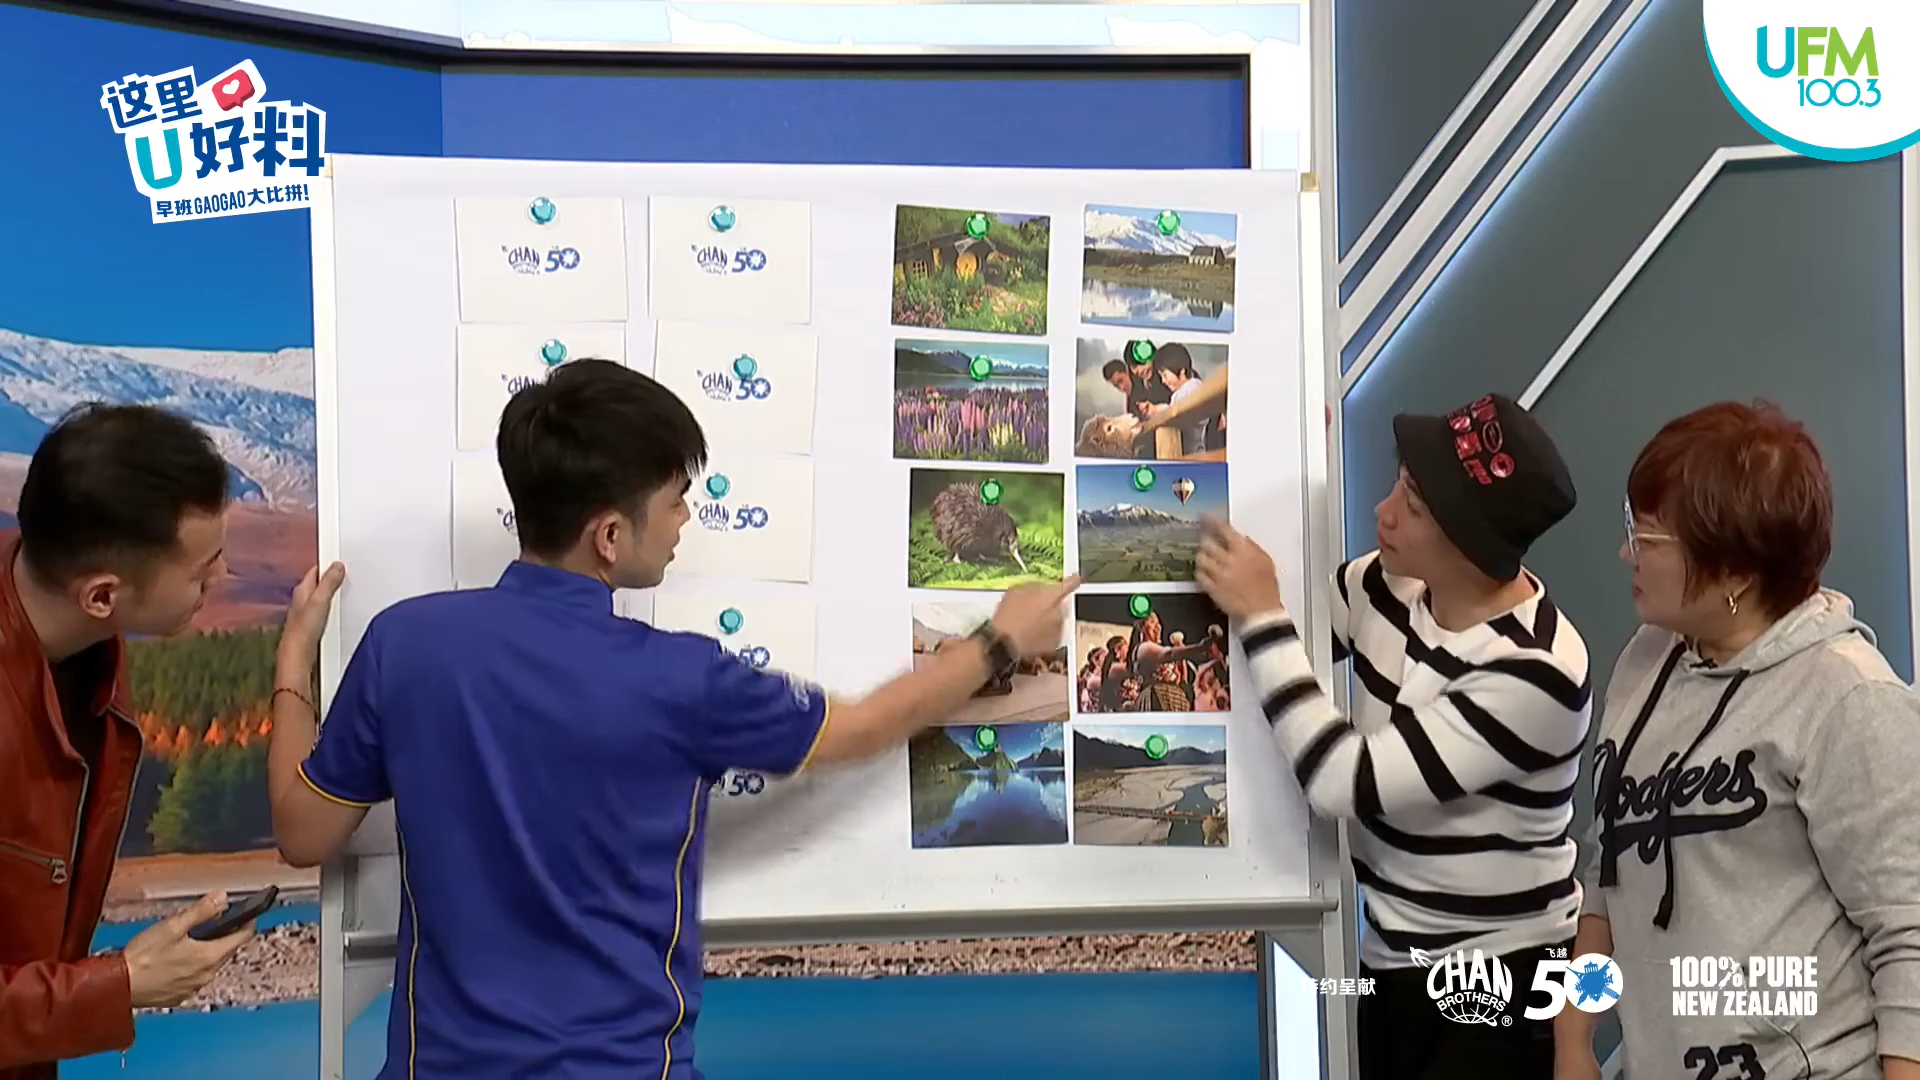 这里
U好料
早班GAOGAO大比拼!
UFM
100.3
CHAN 50
CHAN 50
CHAN 50
CHAN 50
50
50
Dodgers
23
约呈献
CHAN
BROTHERS
®
飞越
50
100% PURE
NEW ZEALAND